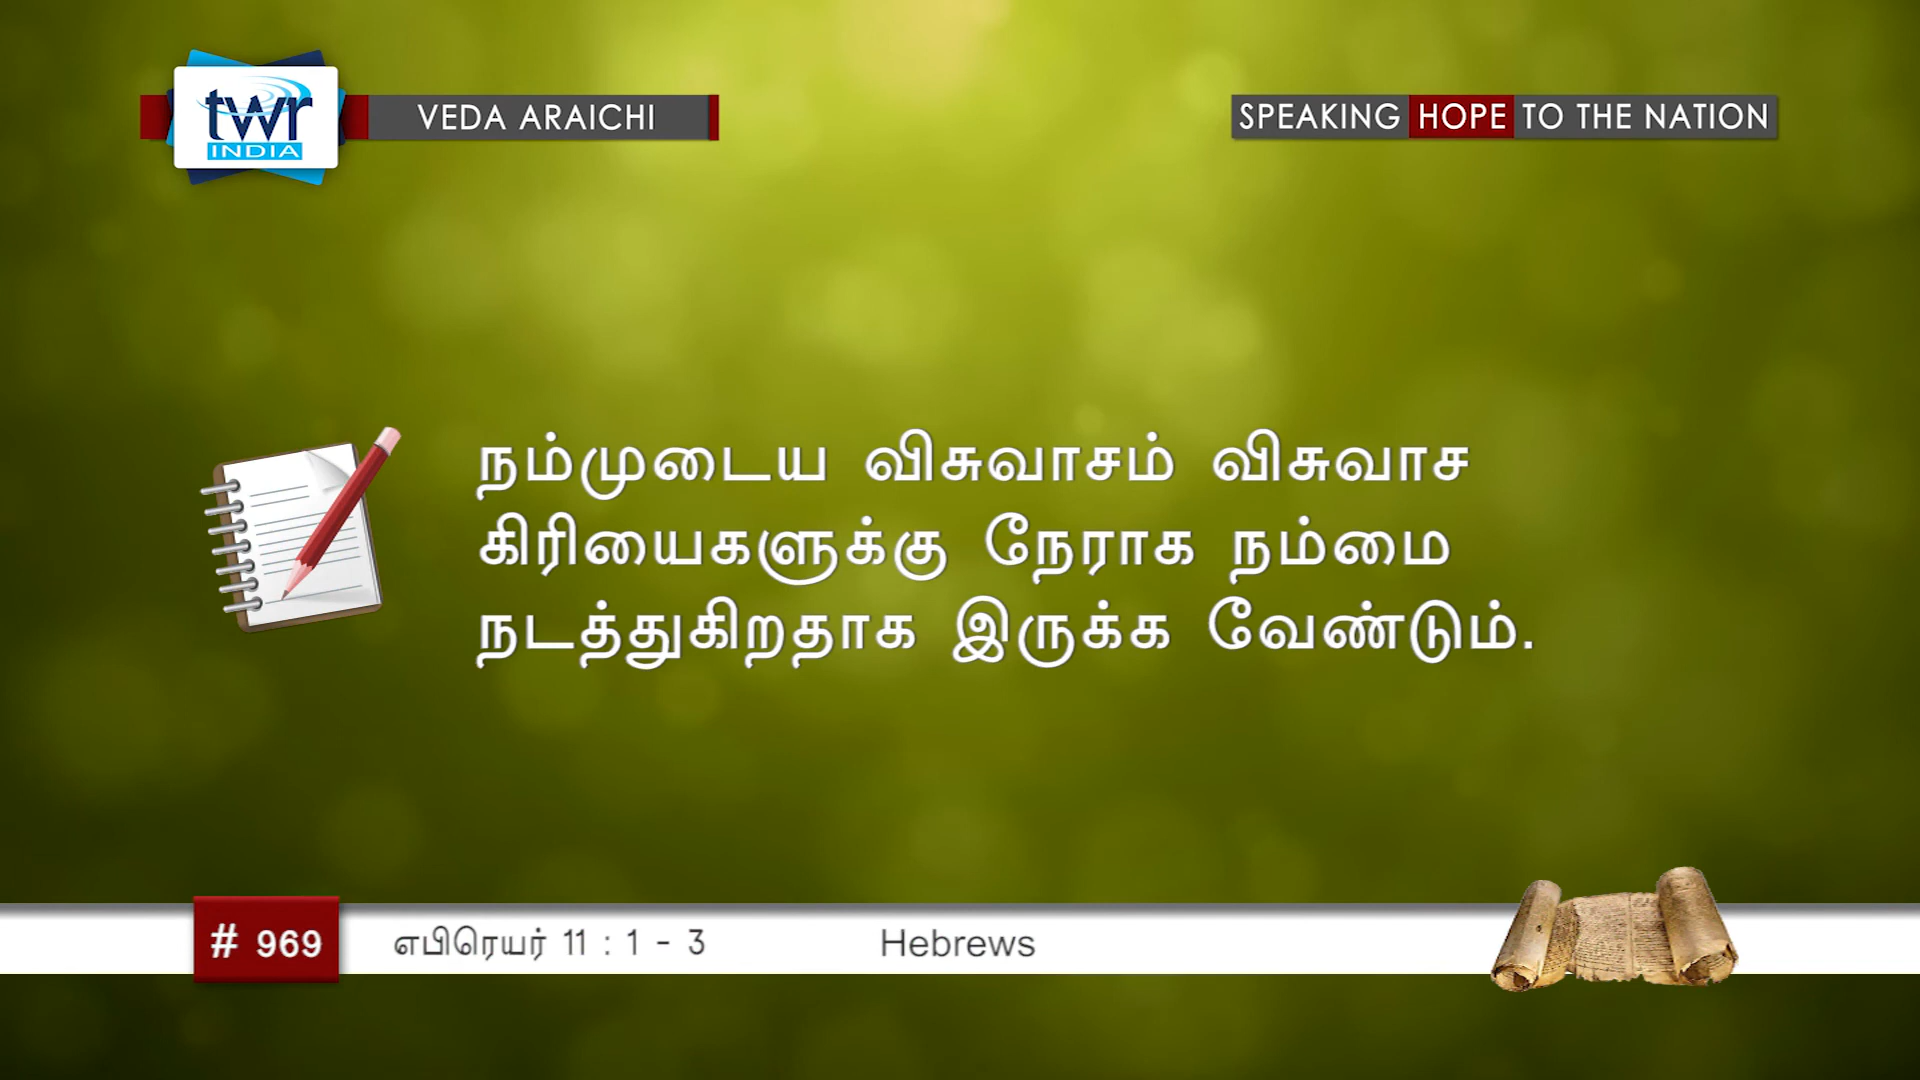 twr
INDIA
VEDA ARAICHI
SPEAKING HOPE TO THE NATION
நம்முடைய விசுவாசம் விசுவாச
கிரியைகளுக்கு நேராக நம்மை
நடத்துகிறதாக இருக்க வேண்டும்.
# 969
எபிரெயர் 11 : 1 - 3
Hebrews